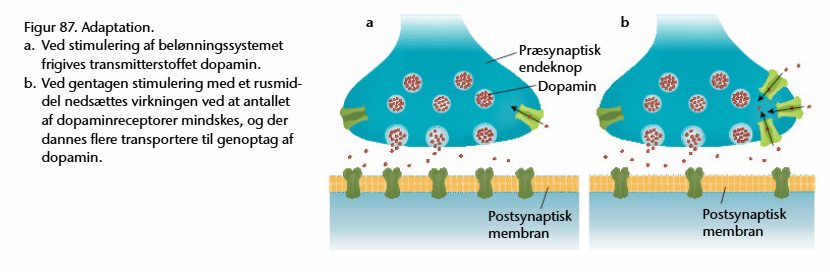 Figur 87. Adaptation.
a. Ved stimulering af belønningssystemet
frigives transmitterstoffet dopamin.
b. Ved gentagen stimulering med et rusmid-
del nedsættes virkningen ved at antallet
af dopaminreceptorer mindskes, og der
dannes flere transportere til genoptag af
dopamin.
a
Præsynaptisk
endeknop
Dopamin
Postsynaptisk
membran
b
Postsynaptisk
membran